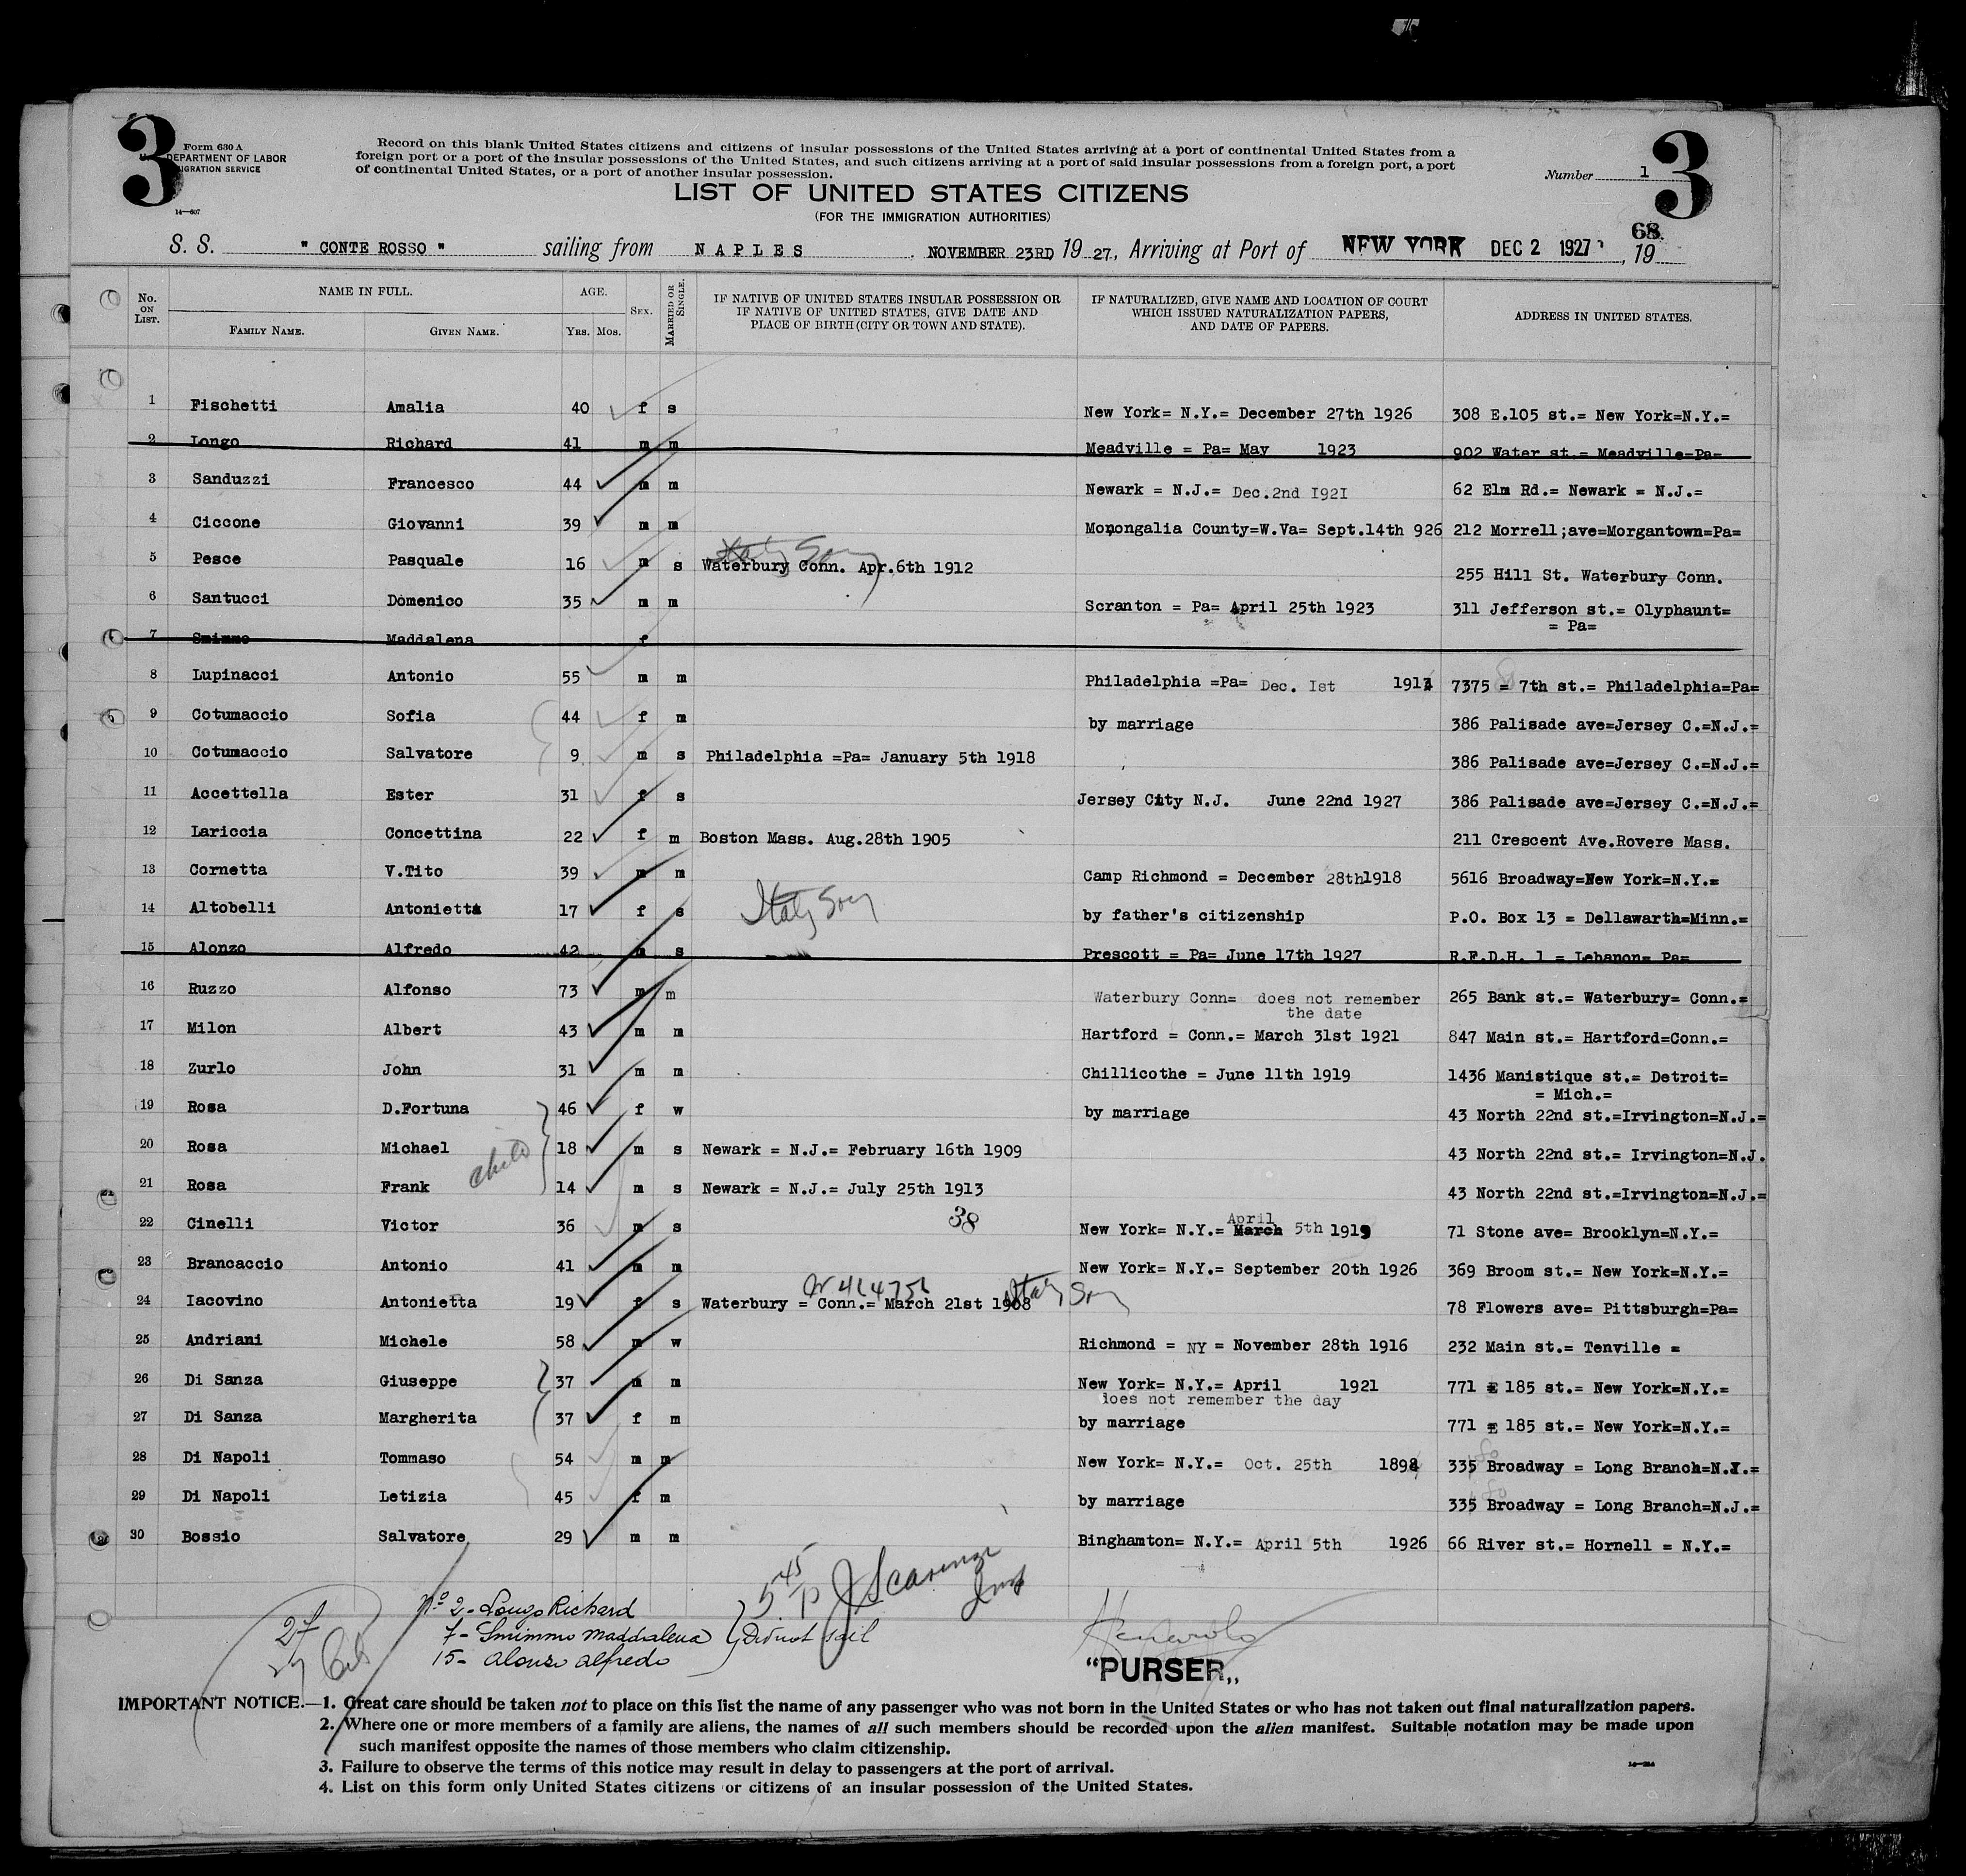 3
Form 630 A
DEPARTMENT OF LABOR
IGRATION SERVICE
14—607
Record on this blank United States citizens and citizens of insular possessions of the United States arriving at a port of continental United States from a
foreign port or a port of the insular possessions of the United States, and such citizens arriving at a port of said insular possessions from a foreign port, a port
of continental United States, or a port of another insular possession.
Number 1
3
LIST OF UNITED STATES CITIZENS
(FOR THE IMMIGRATION AUTHORITIES)
68.
S. S. " CONTE ROSSO " sailing from NAPLES, NOVEMBER 23RD 19 27, Arriving at Port of NEW YORK DEC 2 1927, 19
No. ON LIST. NAME IN FULL. FAMILY NAME. GIVEN NAME. AGE. YRS. MOS. SEX. MARRIED OR SINGLE. IF NATIVE OF UNITED STATES INSULAR POSSESSION OR IF NATIVE OF UNITED STATES, GIVE DATE AND PLACE OF BIRTH (CITY OR TOWN AND STATE). IF NATURALIZED, GIVE NAME AND LOCATION OF COURT WHICH ISSUED NATURALIZATION PAPERS, AND DATE OF PAPERS. ADDRESS IN UNITED STATES.
1 Fischetti Amalia 40 f s New York= N.Y.= December 27th 1926 308 E.105 st.= New York=N.Y.=
2 Longo Richard 41 m m Meadville = Pa= May 1923 902 Water st.= Meadville=Pa=
3 Sanduzzi Francesco 44 m m Newark = N.J.= Dec.2nd I92I 62 Elm Rd.= Newark = N.J.=
4 Ciccone Giovanni 39 m m Monongalia County=W.Va= Sept.14th 926 212 Morrell;ave=Morgantown=Pa=
Italy
5 Pesce Pasquale 16 m s Waterbury Conn. Apr.6th 1912 255 Hill St. Waterbury Conn.
6 Santucci Domenico 35 m m Scranton = Pa= April 25th 1923 311 Jefferson st.= Olyphaunt=
= Pa=
7 Smimmo Maddalena f
8 Lupinacci Antonio 55 m m Philadelphia =Pa= Dec. Ist 7375 = 7th st.= Philadelphia=Pa=
9 Cotumaccio Sofia 44 f m by marriage 386 Palisade ave=Jersey C.=N.J.=
10 Cotumaccio Salvatore 9 m s Philadelphia =Pa= January 5th 1918 386 Palisade ave=Jersey C.=N.J.=
11 Accettella Ester 31 f s Jersey City N.J. June 22nd 1927 386 Palisade ave=Jersey C.=N.J.=
12 Lariccia Concettina 22 f m Boston Mass. Aug.28th 1905 211 Crescent Ave.Rovere Mass.
13 Cornetta V.Tito 39 m m Camp Richmond = December 28th1918 5616 Broadway=New York=N.Y.=
14 Altobelli Antonietta 17 f s Italy by father's citizenship P.O. Box 13 = Dellawarth=Minn.=
15 Alonzo Alfredo 42 m s Prescott = Pa= June 17th 1927 R.F.D.H. 1 = Lebanon= Pa=
16 Ruzzo Alfonso 73 m m Waterbury Conn= does not remember 265 Bank st.= Waterbury= Conn.=
the date
17 Milon Albert 43 m m Hartford = Conn.= March 31st 1921 847 Main st.= Hartford=Conn.=
18 Zurlo John 31 m m Chillicothe = June 11th 1919 1436 Manistique st.= Detroit=
= Mich.=
19 Rosa D.Fortuna 46 f w by marriage 43 North 22nd st.=Irvington=N.J.=
20 Rosa Michael 18 m s Newark = N.J.= February 16th 1909 43 North 22nd st.= Irvington=N.J.
child
21 Rosa Frank 14 m s Newark = N.J.= July 25th 1913 43 North 22nd st.=Irvington=N.J.=
38
April
22 Cinelli Victor 36 m s New York= N.Y.= March 5th 1919 71 Stone ave= Brooklyn=N.Y.=
23 Brancaccio Antonio 41 m m New York= N.Y.= September 20th 1926 369 Broom st.= New York=N.Y.=
Italy
24 Iacovino Antonietta 19 f s Waterbury = Conn.= March 21st 1908 78 Flowers ave= Pittsburgh=Pa=
25 Andriani Michele 58 m w Richmond = NY = November 28th 1916 232 Main st.= Tenville =
26 Di Sanza Giuseppe 37 m m New York= N.Y.= April 1921 771 E 185 st.= New York=N.Y.=
does not remember the day
27 Di Sanza Margherita 37 f m by marriage 771 E 185 st.= New York=N.Y.=
28 Di Napoli Tommaso 54 m m New York= N.Y.= Oct. 25th 1894 335 Broadway = Long Branch=N.J.=
29 Di Napoli Letizia 45 f m by marriage 335 Broadway = Long Branch=N.J.=
30 Bossio Salvatore 29 m m Binghamton= N.Y.= April 5th 1926 66 River st.= Hornell = N.Y.=
5 45 p J Scarenzi Insp
27
No 2 - Longo Richard
7 - Smimmo Maddalena Did not sail
15 - Alonzo Alfredo
"PURSER„
IMPORTANT NOTICE.—1. Great care should be taken not to place on this list the name of any passenger who was not born in the United States or who has not taken out final naturalization papers.
2. Where one or more members of a family are aliens, the names of all such members should be recorded upon the alien manifest. Suitable notation may be made upon
such manifest opposite the names of those members who claim citizenship.
3. Failure to observe the terms of this notice may result in delay to passengers at the port of arrival.
4. List on this form only United States citizens or citizens of an insular possession of the United States.